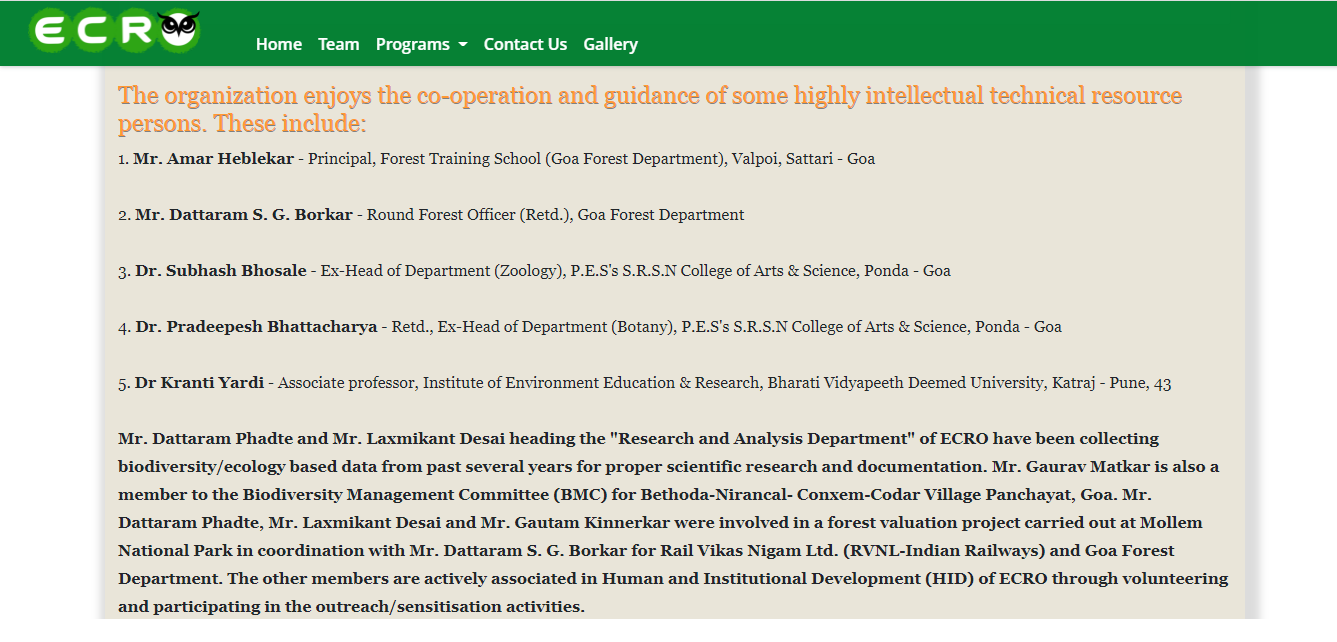 ECRO
Home Team Programs Contact Us Gallery
The organization enjoys the co-operation and guidance of some highly intellectual technical resource
persons. These include:
1. Mr. Amar Heblekar - Principal, Forest Training School (Goa Forest Department), Valpoi, Sattari - Goa
2. Mr. Dattaram S. G. Borkar - Round Forest Officer (Retd.), Goa Forest Department
3. Dr. Subhash Bhosale - Ex-Head of Department (Zoology), P.E.S's S.R.S.N College of Arts & Science, Ponda - Goa
4. Dr. Pradeepesh Bhattacharya - Retd., Ex-Head of Department (Botany), P.E.S's S.R.S.N College of Arts & Science, Ponda - Goa
5. Dr Kranti Yardi - Associate professor, Institute of Environment Education & Research, Bharati Vidyapeeth Deemed University, Katraj - Pune, 43
Mr. Dattaram Phadte and Mr. Laxmikant Desai heading the "Research and Analysis Department" of ECRO have been collecting
biodiversity/ecology based data from past several years for proper scientific research and documentation. Mr. Gaurav Matkar is also a
member to the Biodiversity Management Committee (BMC) for Bethoda-Nirancal- Conxem-Codar Village Panchayat, Goa. Mr.
Dattaram Phadte, Mr. Laxmikant Desai and Mr. Gautam Kinnerkar were involved in a forest valuation project carried out at Mollem
National Park in coordination with Mr. Dattaram S. G. Borkar for Rail Vikas Nigam Ltd. (RVNL-Indian Railways) and Goa Forest
Department. The other members are actively associated in Human and Institutional Development (HID) of ECRO through volunteering
and participating in the outreach/sensitisation activities.